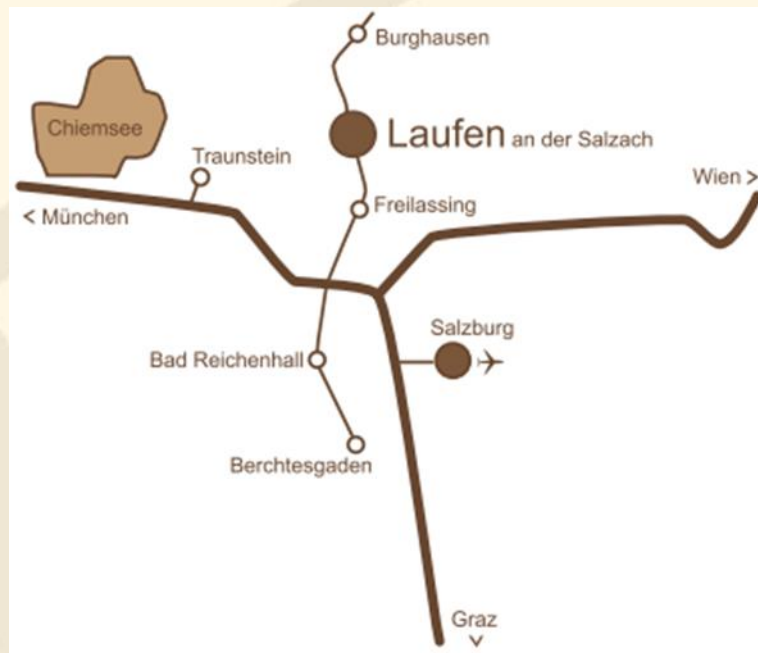 Burghausen
Chiemsee
Laufen an der Salzach
Traunstein
Wien >
< München
Freilassing
Salzburg
Bad Reichenhall
Berchtesgaden
Graz